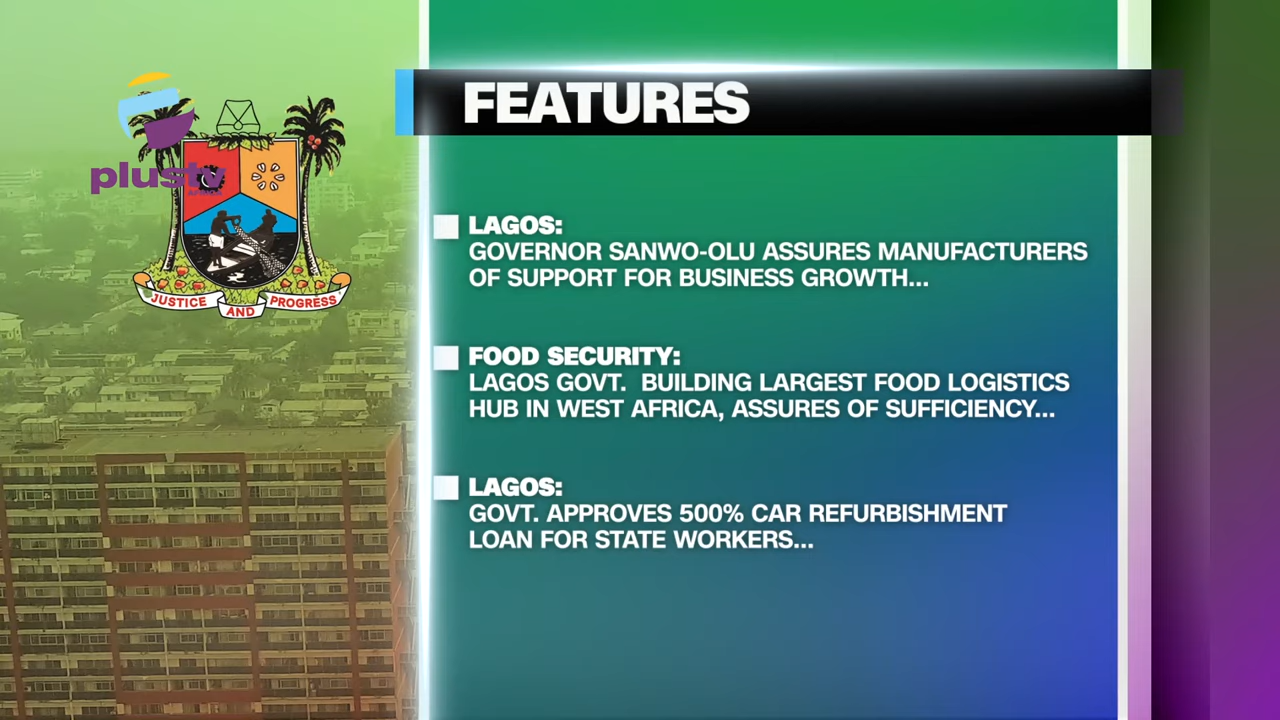 FEATURES
plustv
AFRICA
JUSTICE AND PROGRESS
LAGOS:
GOVERNOR SANWO-OLU ASSURES MANUFACTURERS
OF SUPPORT FOR BUSINESS GROWTH...
FOOD SECURITY:
LAGOS GOVT. BUILDING LARGEST FOOD LOGISTICS
HUB IN WEST AFRICA, ASSURES OF SUFFICIENCY...
LAGOS:
GOVT. APPROVES 500% CAR REFURBISHMENT
LOAN FOR STATE WORKERS...